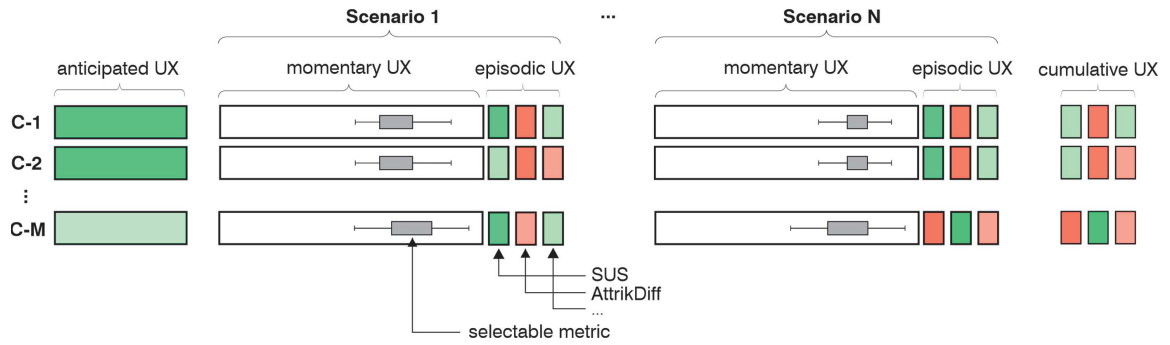 Scenario 1
...
Scenario N
anticipated UX
momentary UX
episodic UX
momentary UX
episodic UX
cumulative UX
C-1
C-2
...
C-M
SUS
AttrikDiff
...
selectable metric